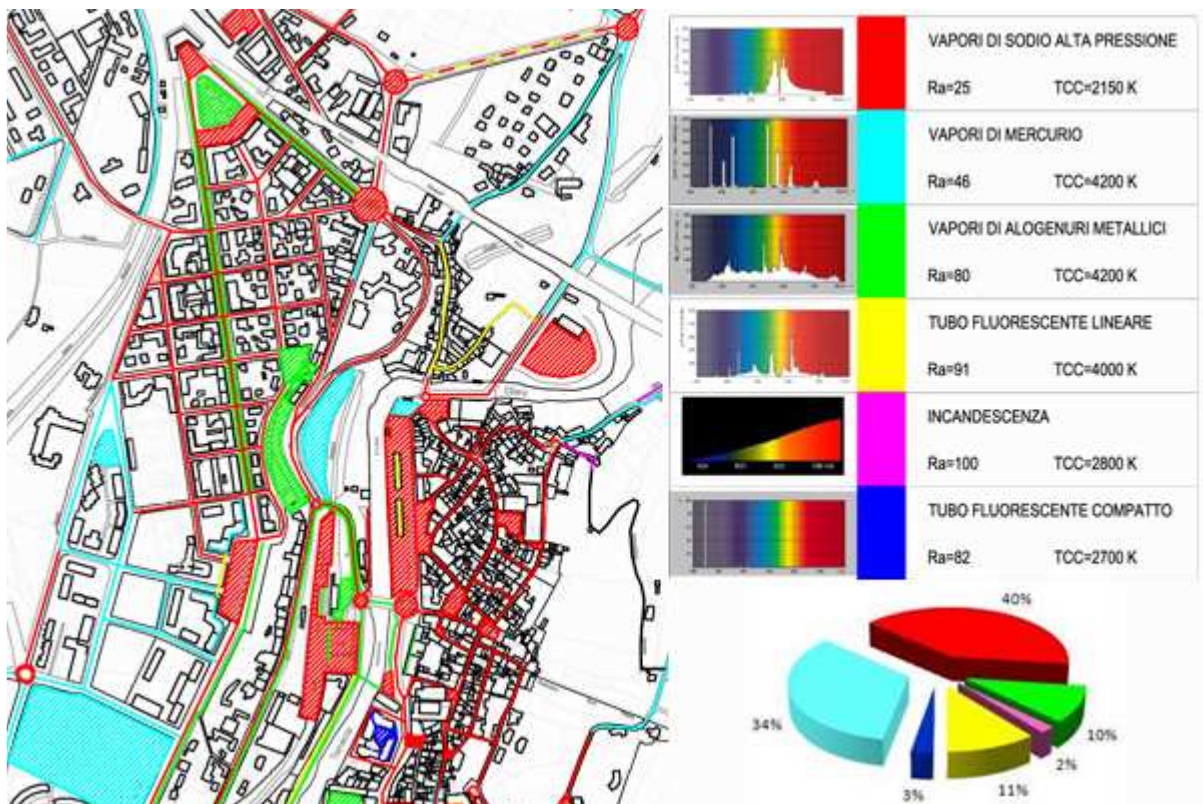 VAPORI DI SODIO ALTA PRESSIONE
Ra=25 TCC=2150 K
VAPORI DI MERCURIO
Ra=46 TCC=4200 K
VAPORI DI ALOGENURI METALLICI
Ra=80 TCC=4200 K
TUBO FLUORESCENTE LINEARE
Ra=91 TCC=4000 K
INCANDESCENZA
Ra=100 TCC=2800 K
TUBO FLUORESCENTE COMPATTO
Ra=82 TCC=2700 K
40%
34%
10%
2%
11%
3%